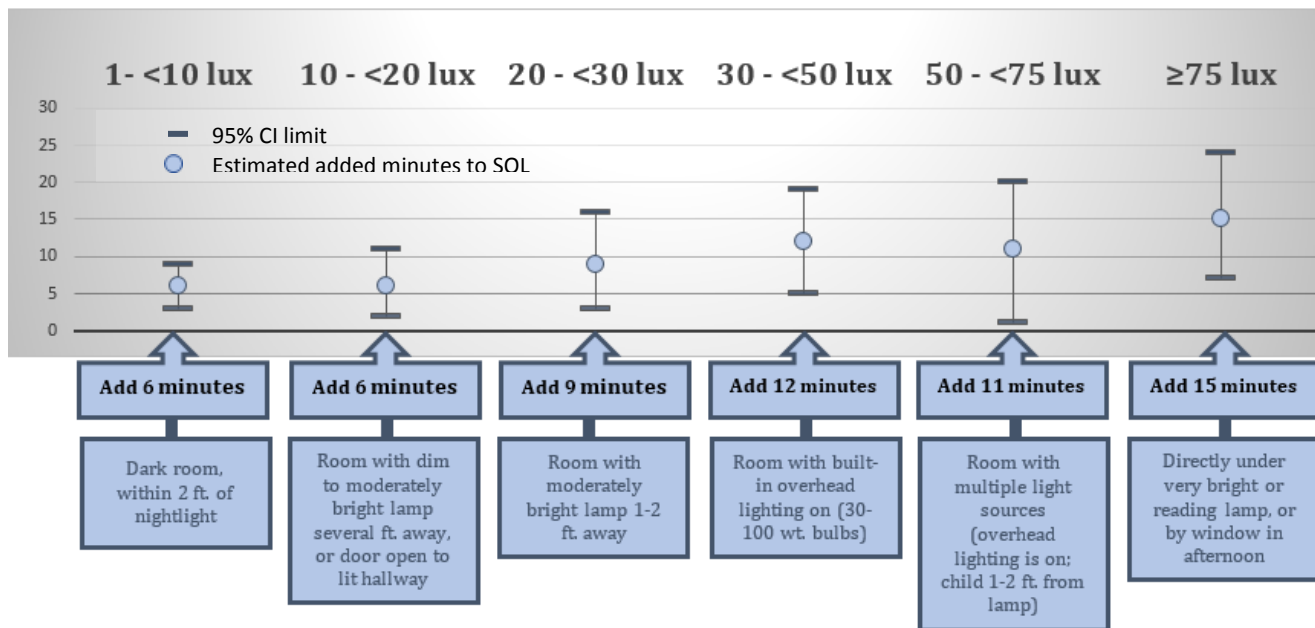 1- <10 lux
10 - <20 lux
20 - <30 lux
30 - <50 lux
50 - <75 lux
≥75 lux
30
25
20
15
10
5
0
95% CI limit
Estimated added minutes to SOL
Add 6 minutes
Add 6 minutes
Add 9 minutes
Add 12 minutes
Add 11 minutes
Add 15 minutes
Dark room,
within 2 ft. of
nightlight
Room with dim
to moderately
bright lamp
several ft. away,
or door open to
lit hallway
Room with
moderately
bright lamp 1-2
ft. away
Room with built-
in overhead
lighting on (30-
100 wt. bulbs)
Room with
multiple light
sources
(overhead
lighting is on;
child 1-2 ft. from
lamp)
Directly under
very bright or
reading lamp, or
by window in
afternoon